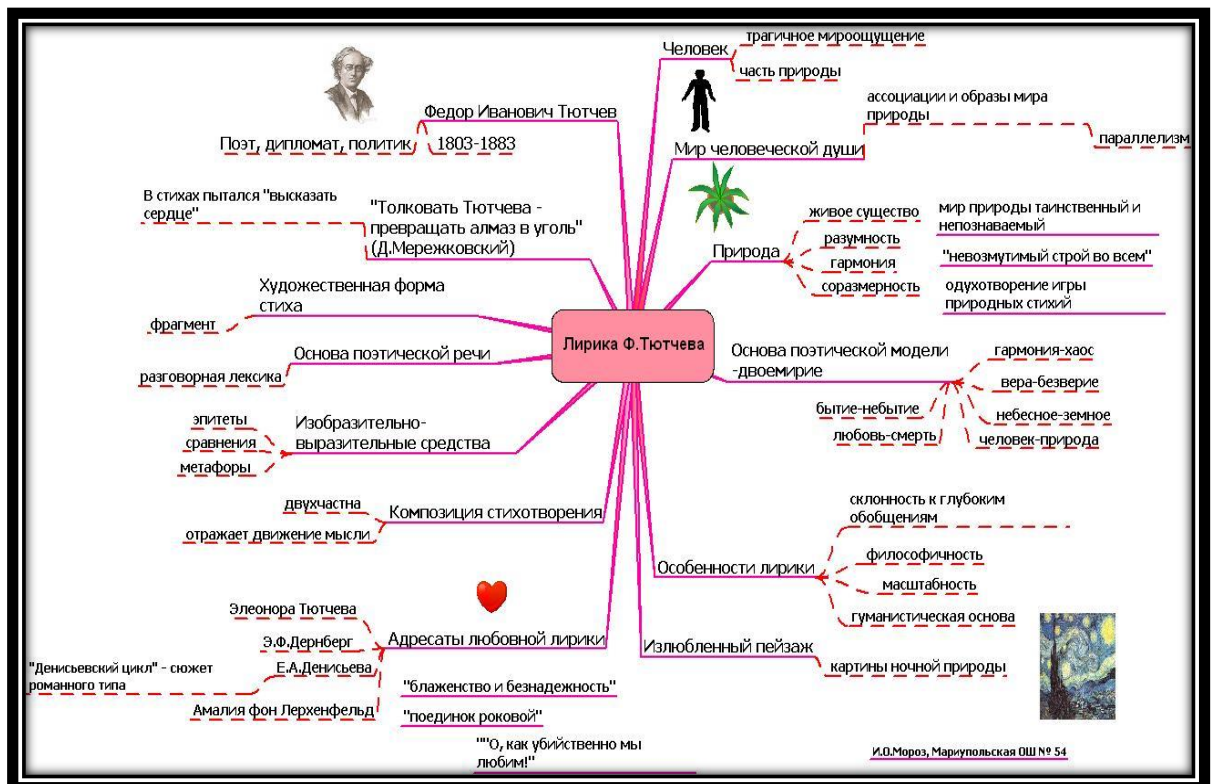 Лирика Ф.Тютчева
Федор Иванович Тютчев
Поэт, дипломат, политик
1803-1883
"Толковать Тютчева -
превращать алмаз в уголь"
(Д.Мережковский)
В стихах пытался "высказать
сердце"
Художественная форма
стиха
фрагмент
Основа поэтической речи
разговорная лексика
Изобразительно-
выразительные средства
эпитеты
сравнения
метафоры
Композиция стихотворения
двухчастна
отражает движение мысли
Адресаты любовной лирики
Элеонора Тютчева
Э.Ф.Дернберг
Е.А.Денисьева
"Денисьевский цикл" - сюжет
романного типа
Амалия фон Лерхенфельд
"блаженство и безнадежность"
"поединок роковой"
""О, как убийственно мы
любим!"
Человек
трагичное мироощущение
часть природы
Мир человеческой души
ассоциации и образы мира
природы
параллелизм
Природа
живое существо
разумность
гармония
соразмерность
мир природы таинственный и
непознаваемый
"невозмутимый строй во всем"
одухотворение игры
природных стихий
Основа поэтической модели
-двоемирие
гармония-хаос
вера-безверие
небесное-земное
человек-природа
бытие-небытие
любовь-смерть
Особенности лирики
склонность к глубоким
обобщениям
философичность
масштабность
гуманистическая основа
Излюбленный пейзаж
картины ночной природы
И.О.Мороз, Мариупольская ОШ № 54